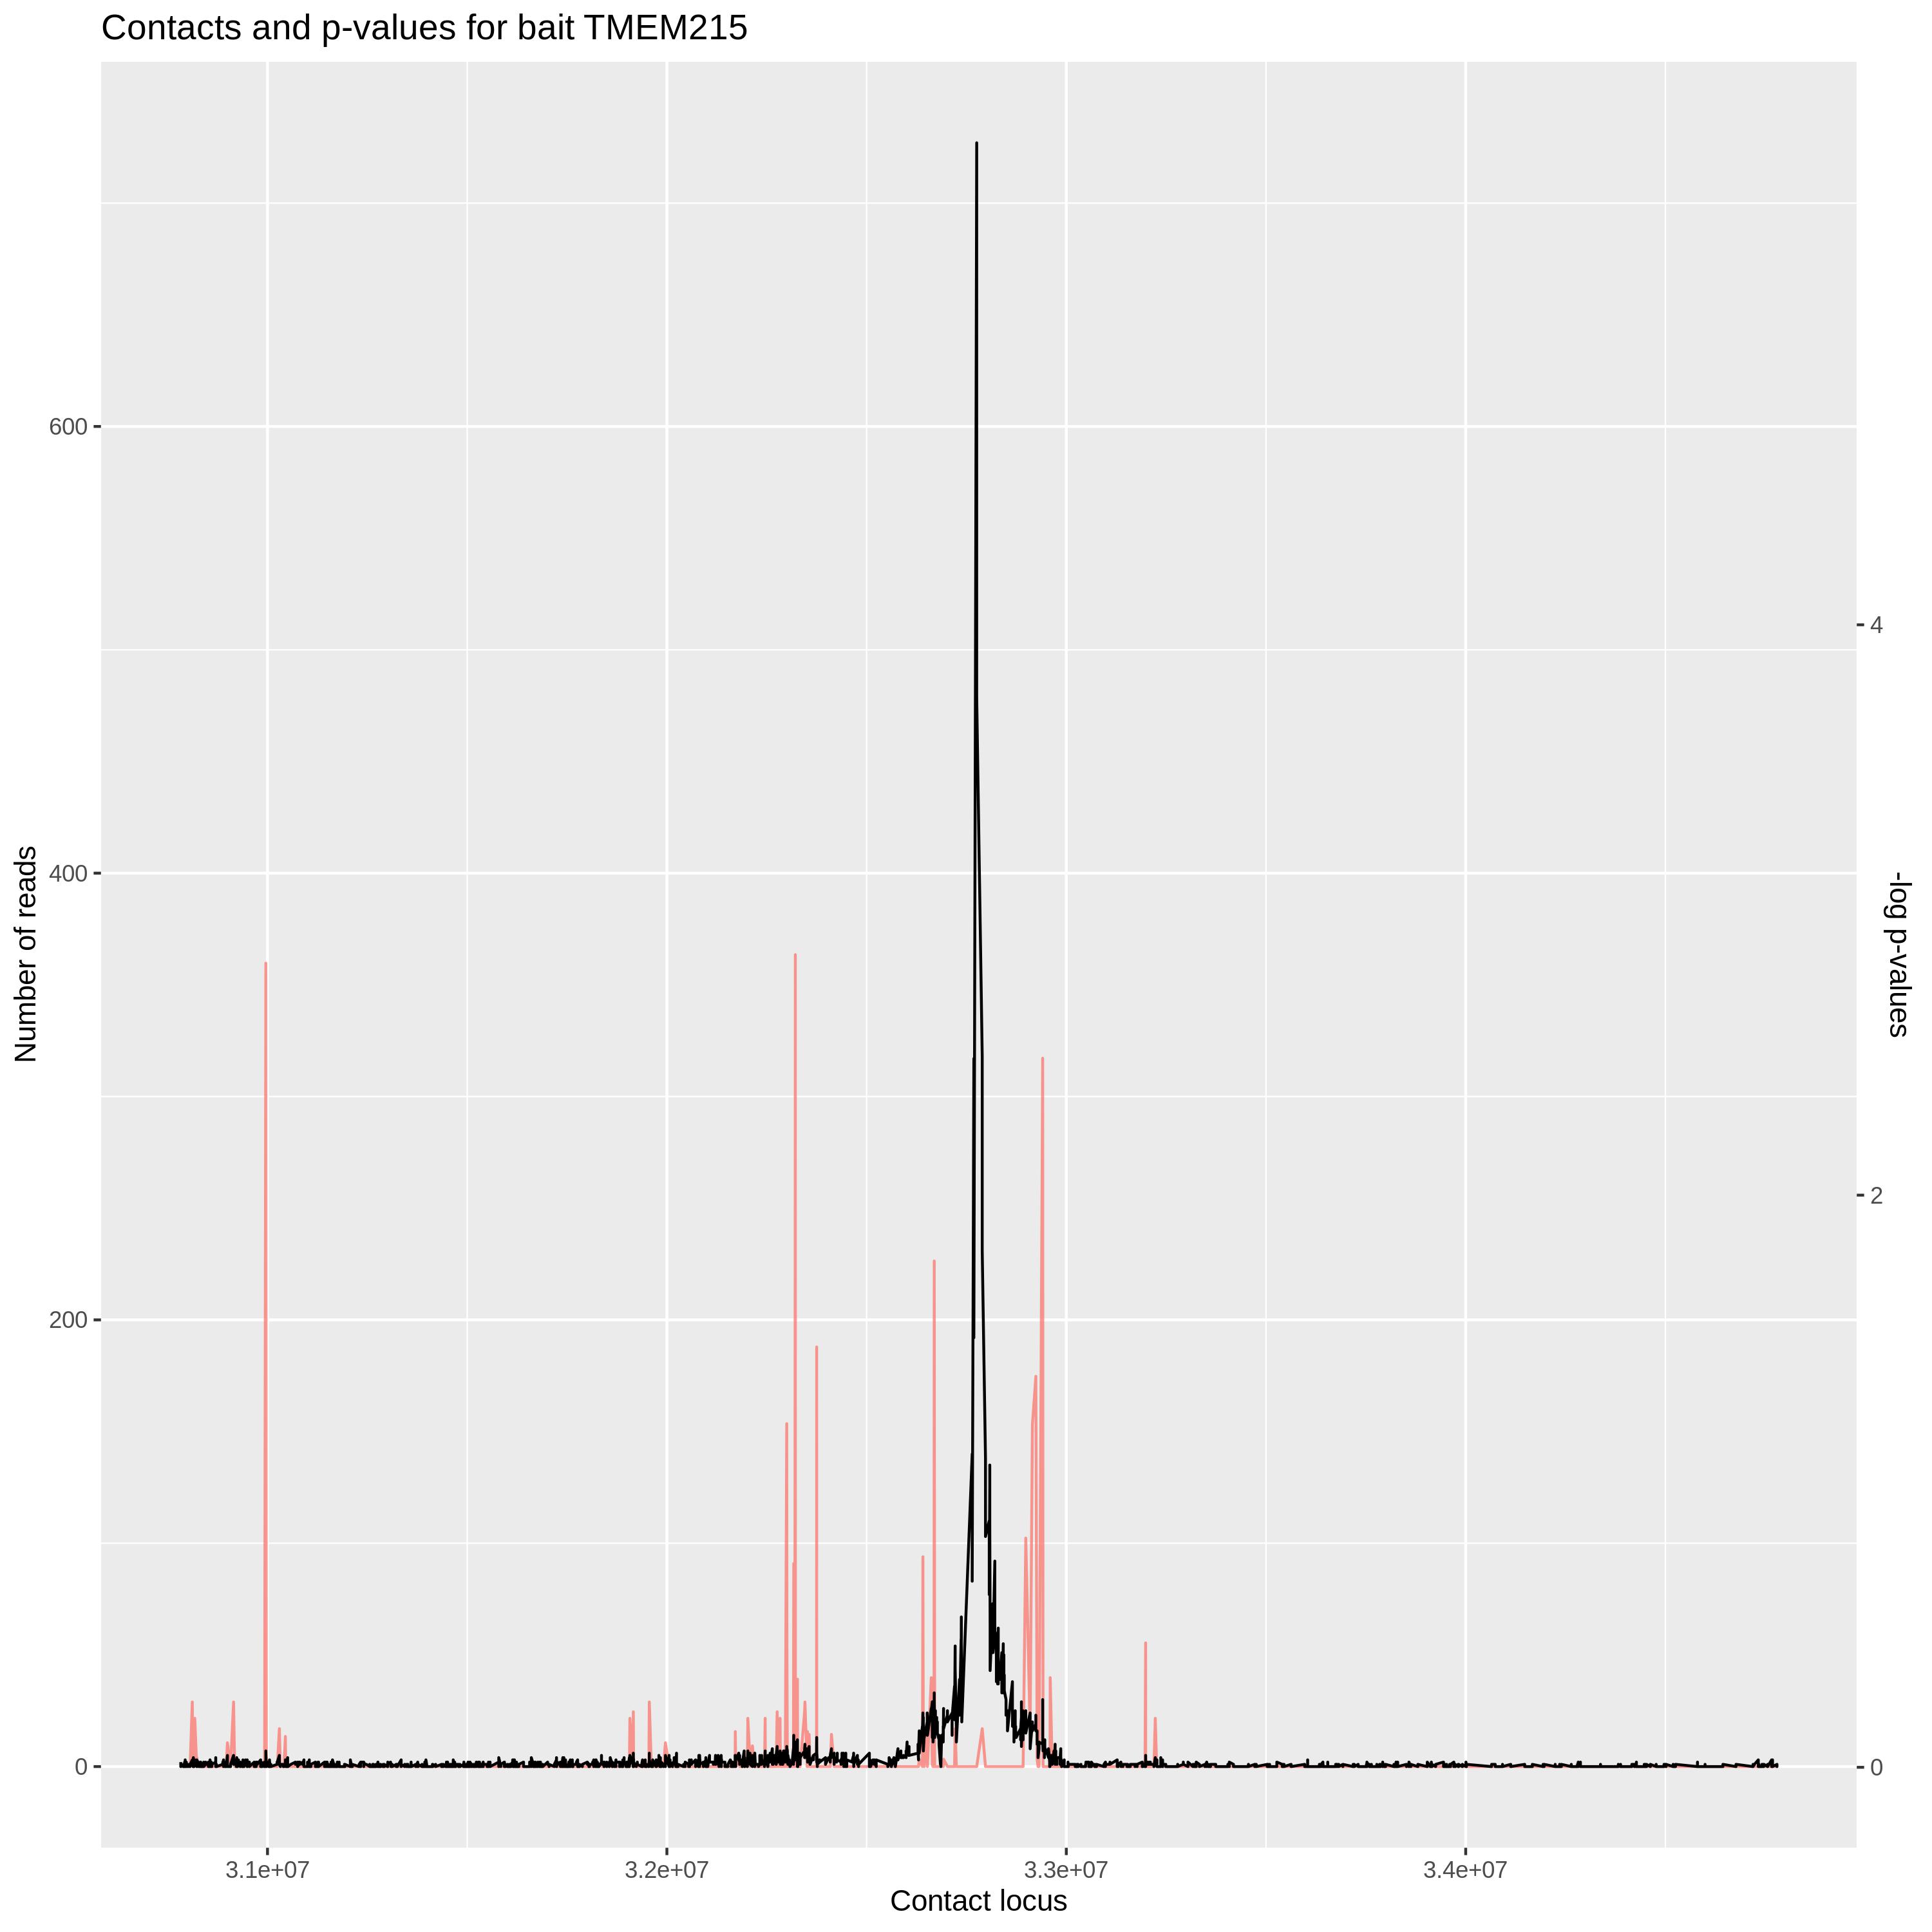 Contacts and p-values for bait TMEM215
Number of reads
600
400
200
0
4
2
0
-log p-values
3.1e+07 3.2e+07 3.3e+07 3.4e+07
Contact locus